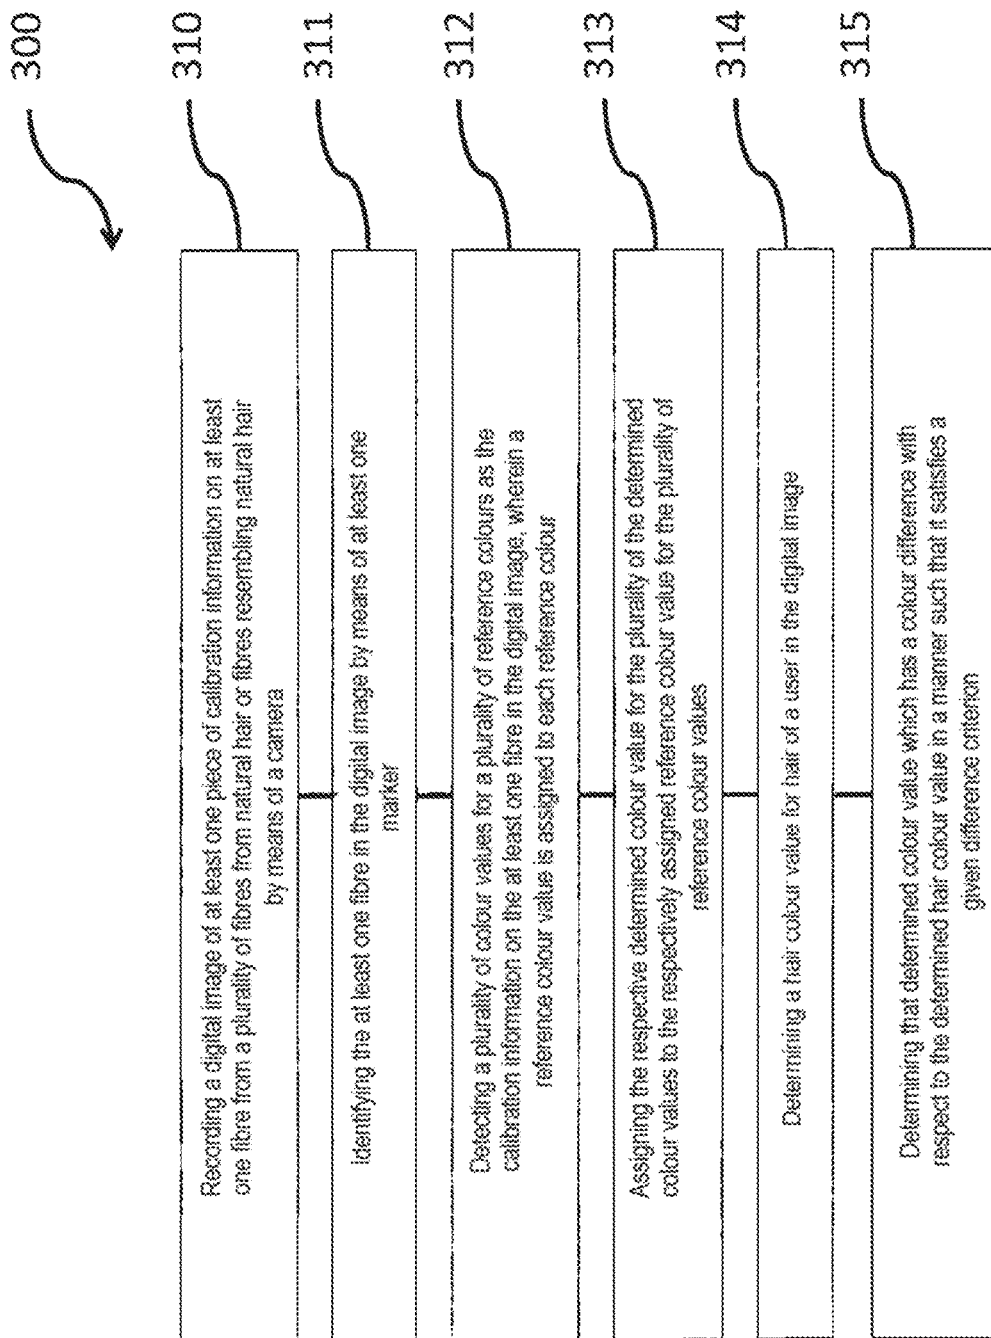 300
310
Recording a digital image of at least one piece of calibration information on at least
one fibre from a plurality of fibres from natural hair or fibres resembling natural hair
by means of a camera
311
Identifying the at least one fibre in the digital image by means of at least one
marker
312
Detecting a plurality of colour values for a plurality of reference colours as the
calibration information on the at least one fibre in the digital image, wherein a
reference colour value is assigned to each reference colour
313
Assigning the respective determined colour value for the plurality of the determined
colour values to the respectively assigned reference colour value for the plurality of
reference colour values
314
Determining a hair colour value for hair of a user in the digital image
315
Determining that determined colour value which has a colour difference with
respect to the determined hair colour value in a manner such that it satisfies a
given difference criterion